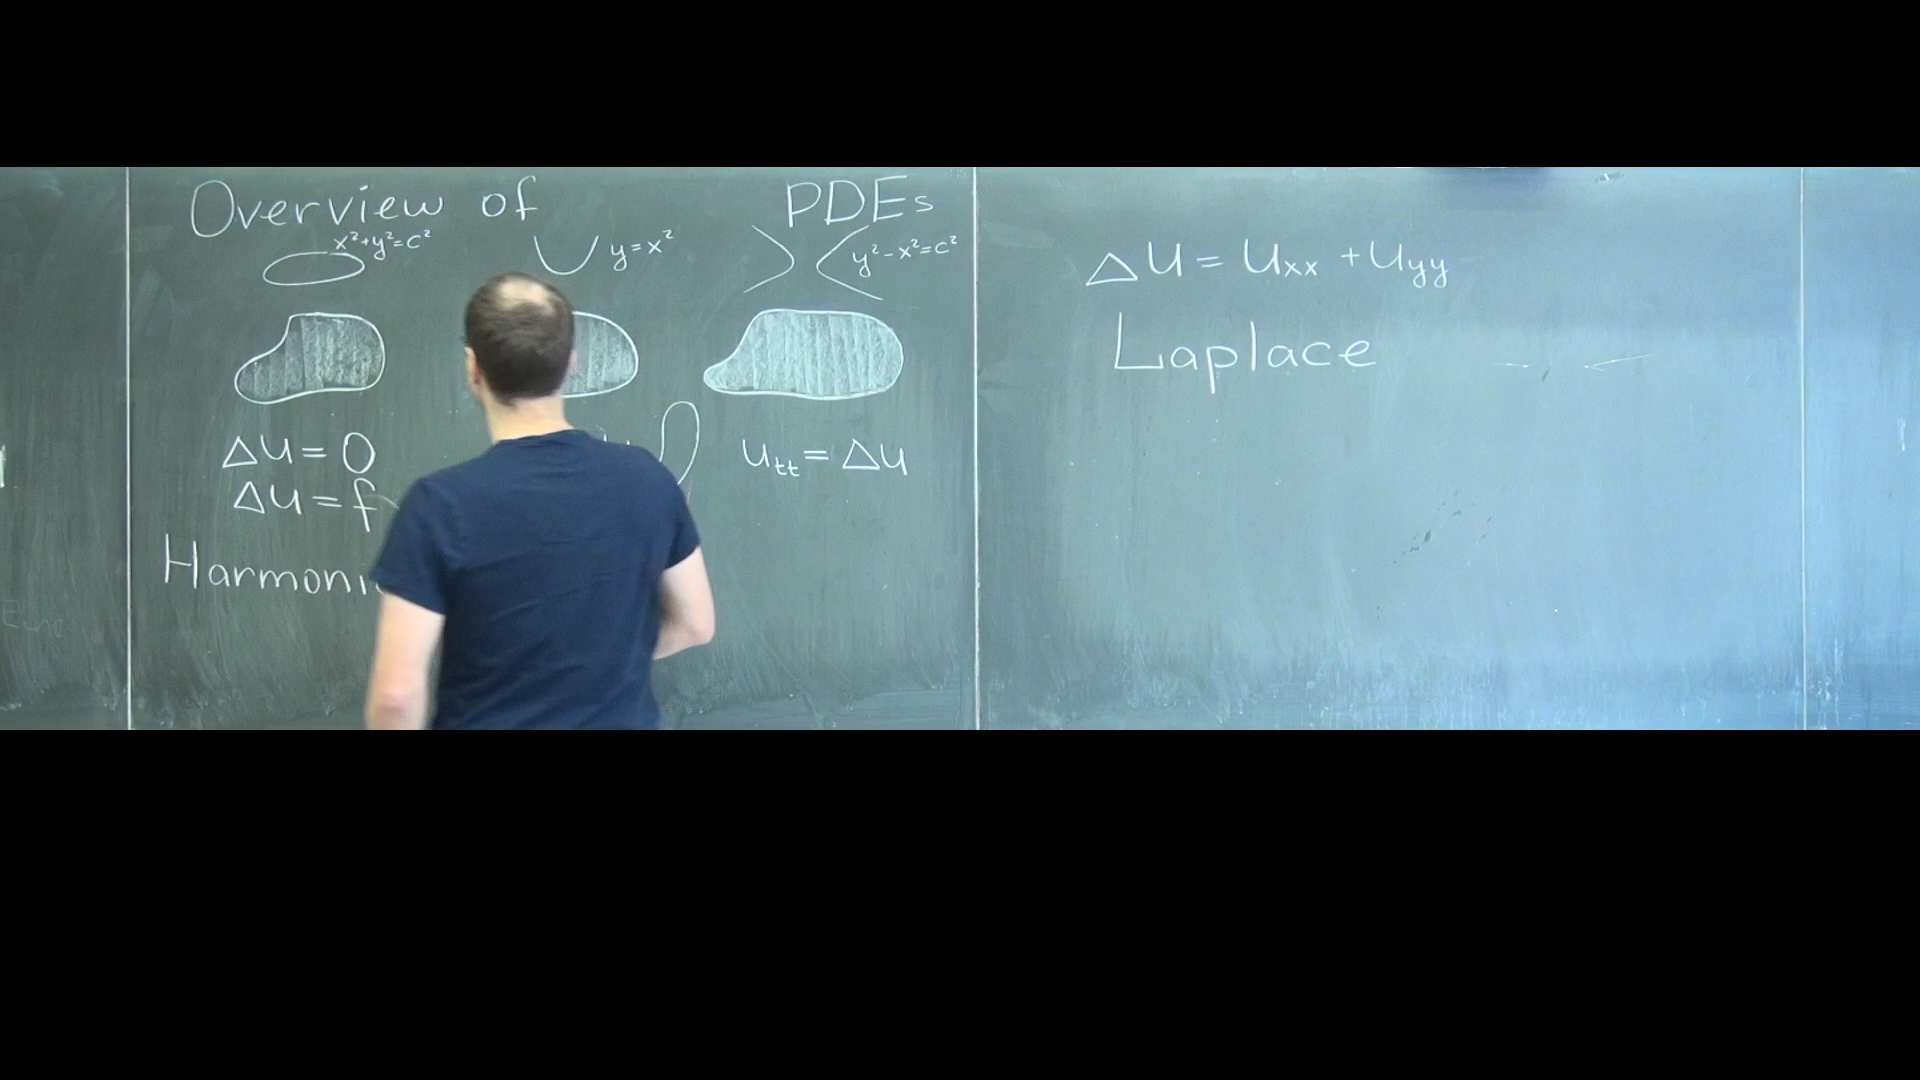 Overview of PDEs
x²+y²=c²
y=x²
y²-x²=c²
Δu=0
u_tt=Δu
Δu=f
Δu=u_xx+u_yy
Laplace